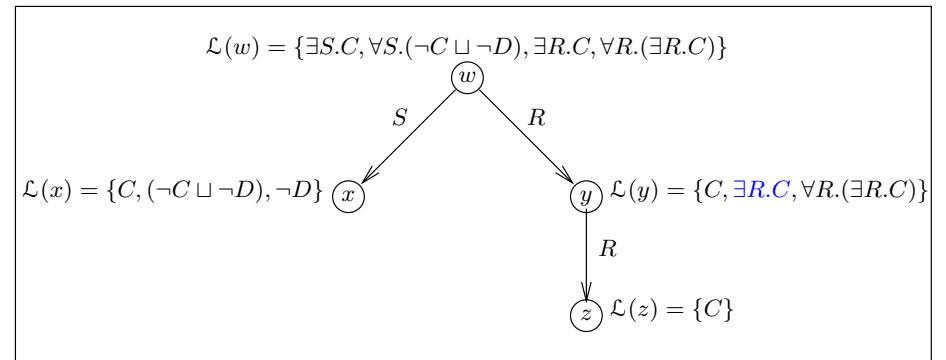 ℒ(w) = {∃S.C, ∀S.(¬C ⊔ ¬D), ∃R.C, ∀R.(∃R.C)}
w
S
R
ℒ(x) = {C, (¬C ⊔ ¬D), ¬D}
x
y
ℒ(y) = {C, ∃R.C, ∀R.(∃R.C)}
R
z
ℒ(z) = {C}